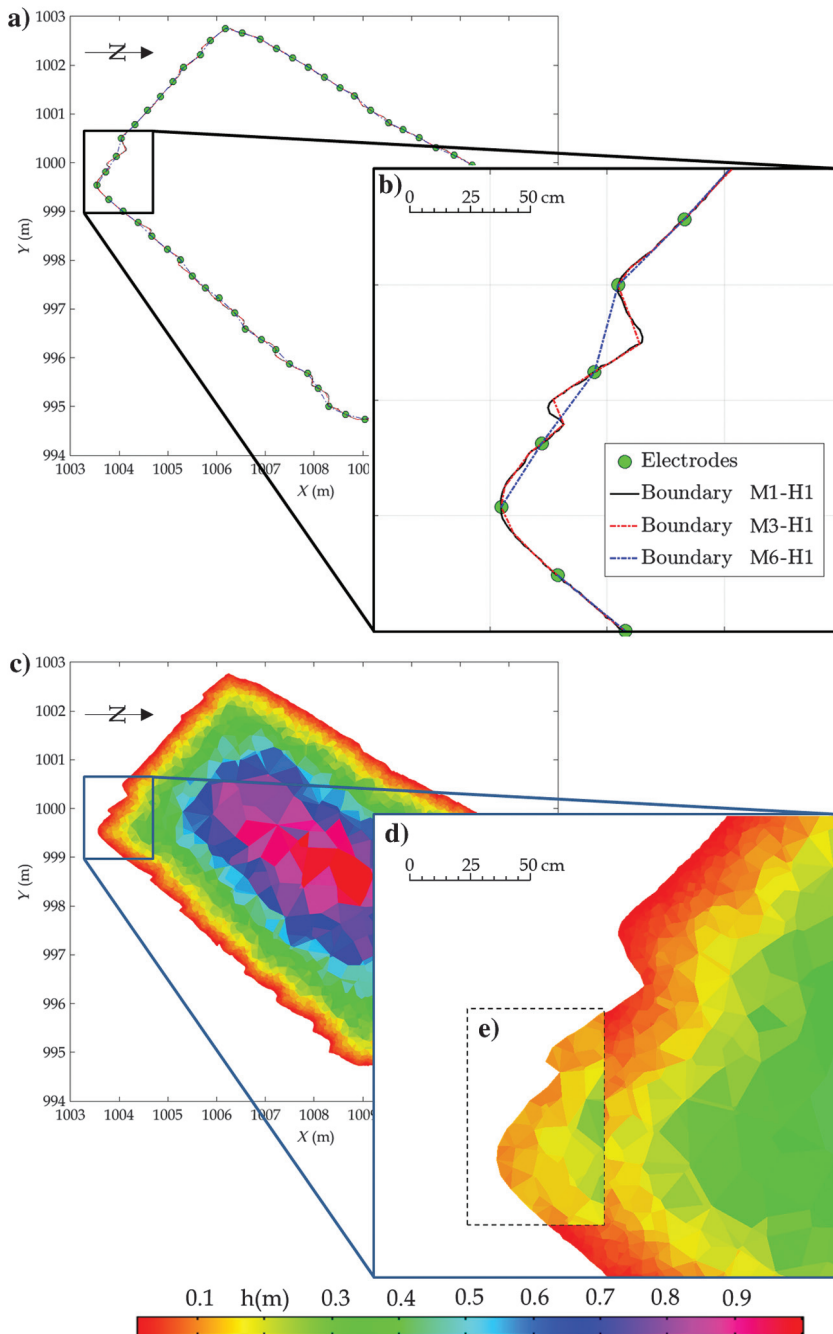 a)
1003
N
1002
1001
1000
999
998
997
996
995
994
Y (m)
1003 1004 1005 1006 1007 1008 1009
X (m)
b)
0 25 50 cm
Electrodes
Boundary M1-H1
Boundary M3-H1
Boundary M6-H1
c)
1003
N
1002
1001
1000
999
998
997
996
995
994
Y (m)
1003 1004 1005 1006 1007 1008 1009
X (m)
d)
0 25 50 cm
e)
0.1 h(m) 0.3 0.4 0.5 0.6 0.7 0.8 0.9